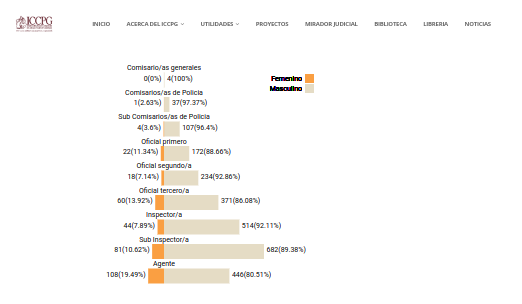 ICCPG
INICIO ACERCA DEL ICCPG UTILIDADES PROYECTOS MIRADOR JUDICIAL BIBLIOTECA LIBRERIA NOTICIAS
Comisario/as generales
0(0%) 4(100%)
Femenino
Masculino
Comisarios/as de Policía
1(2.63%) 37(97.37%)
Sub Comisarios/as de Policía
4(3.6%) 107(96.4%)
Oficial primero
22(11.34%) 172(88.66%)
Oficial segundo/a
18(7.14%) 234(92.86%)
Oficial tercero/a
60(13.92%) 371(86.08%)
Inspector/a
44(7.89%) 514(92.11%)
Sub Inspector/a
81(10.62%) 682(89.38%)
Agente
108(19.49%) 446(80.51%)